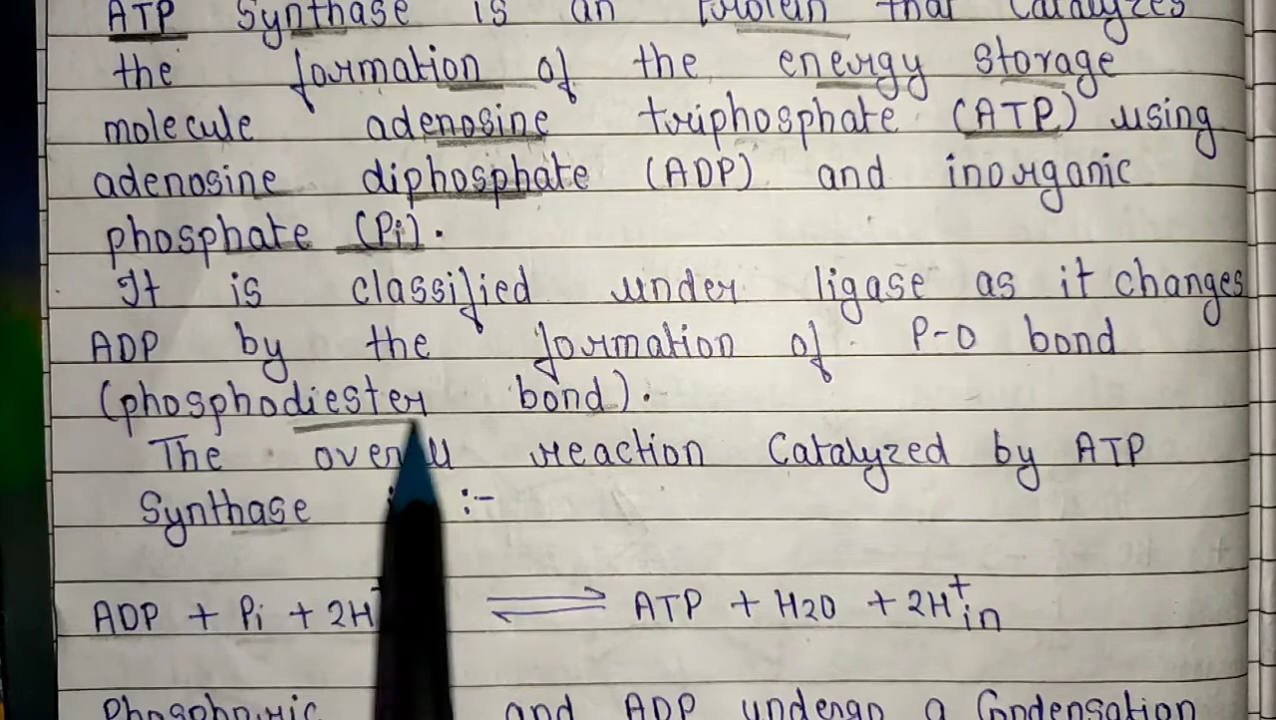 ATP Synthase is an Protein that Catalyzes
the formation of the energy storage
molecule adenosine triphosphate (ATP) using
adenosine diphosphate (ADP) and inorganic
phosphate (Pi).
It is classified under ligase as it changes
ADP by the formation of P-O bond
(phosphodiester bond).
The overall reaction Catalyzed by ATP
Synthase :-
ADP + Pi + 2H+ ⇌ ATP + H2O + 2H+in
Phosphoric and ADP undergo a Condensation